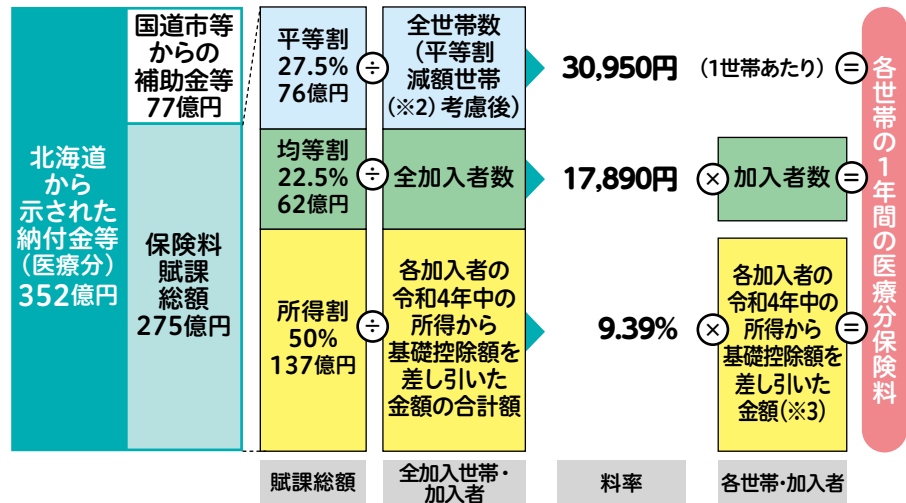 北海道
から
示された
納付金等
(医療分)
352億円
国道市等
からの
補助金等
77億円
保険料
賦課
総額
275億円
平等割
27.5%
76億円
÷
全世帯数
(平等割
減額世帯
(※2)考慮後)
30,950円
(1世帯あたり)
=
均等割
22.5%
62億円
÷
全加入者数
17,890円
×
加入者数
=
所得割
50%
137億円
÷
各加入者の
令和4年中の
所得から
基礎控除額を
差し引いた
金額の合計額
9.39%
×
各加入者の
令和4年中の
所得から
基礎控除額を
差し引いた
金額(※3)
=
各世帯の1年間の医療分保険料
賦課総額
全加入世帯・
加入者
料率
各世帯・加入者